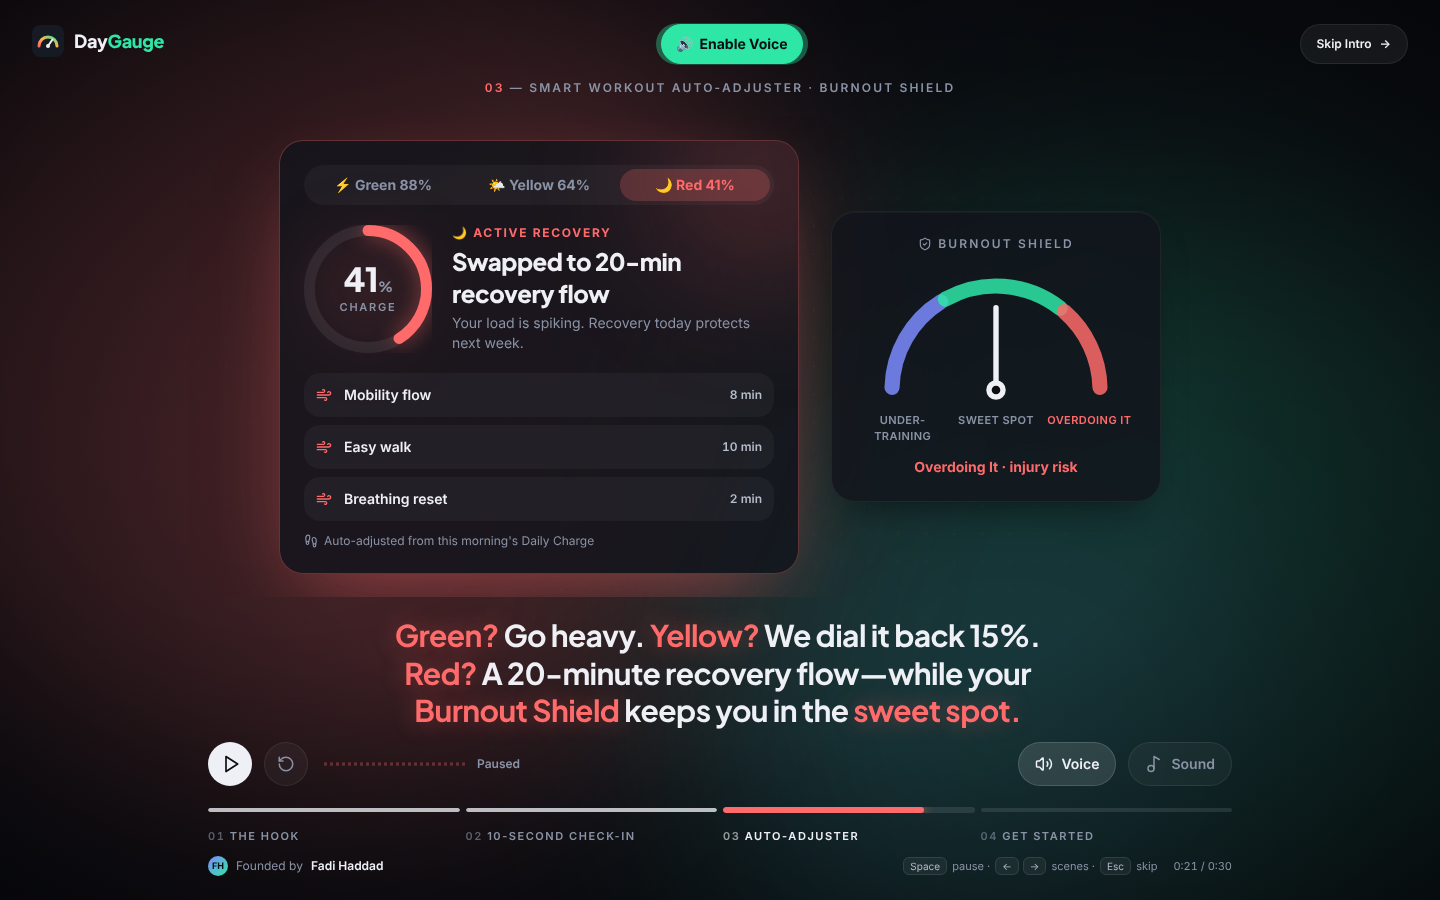 DayGauge
🔊 Enable Voice
Skip Intro →
03 — SMART WORKOUT AUTO-ADJUSTER · BURNOUT SHIELD
⚡ Green 88%
🌤️ Yellow 64%
🌙 Red 41%
41%
CHARGE
🌙 ACTIVE RECOVERY
Swapped to 20-min
recovery flow
Your load is spiking. Recovery today protects
next week.
Mobility flow 8 min
Easy walk 10 min
Breathing reset 2 min
Auto-adjusted from this morning's Daily Charge
BURNOUT SHIELD
UNDER-
TRAINING
SWEET SPOT
OVERDOING IT
Overdoing It · injury risk
Green? Go heavy. Yellow? We dial it back 15%.
Red? A 20-minute recovery flow—while your
Burnout Shield keeps you in the sweet spot.
Paused
Voice
Sound
01 THE HOOK
02 10-SECOND CHECK-IN
03 AUTO-ADJUSTER
04 GET STARTED
FH Founded by Fadi Haddad
Space pause · ← → scenes · Esc skip 0:21 / 0:30